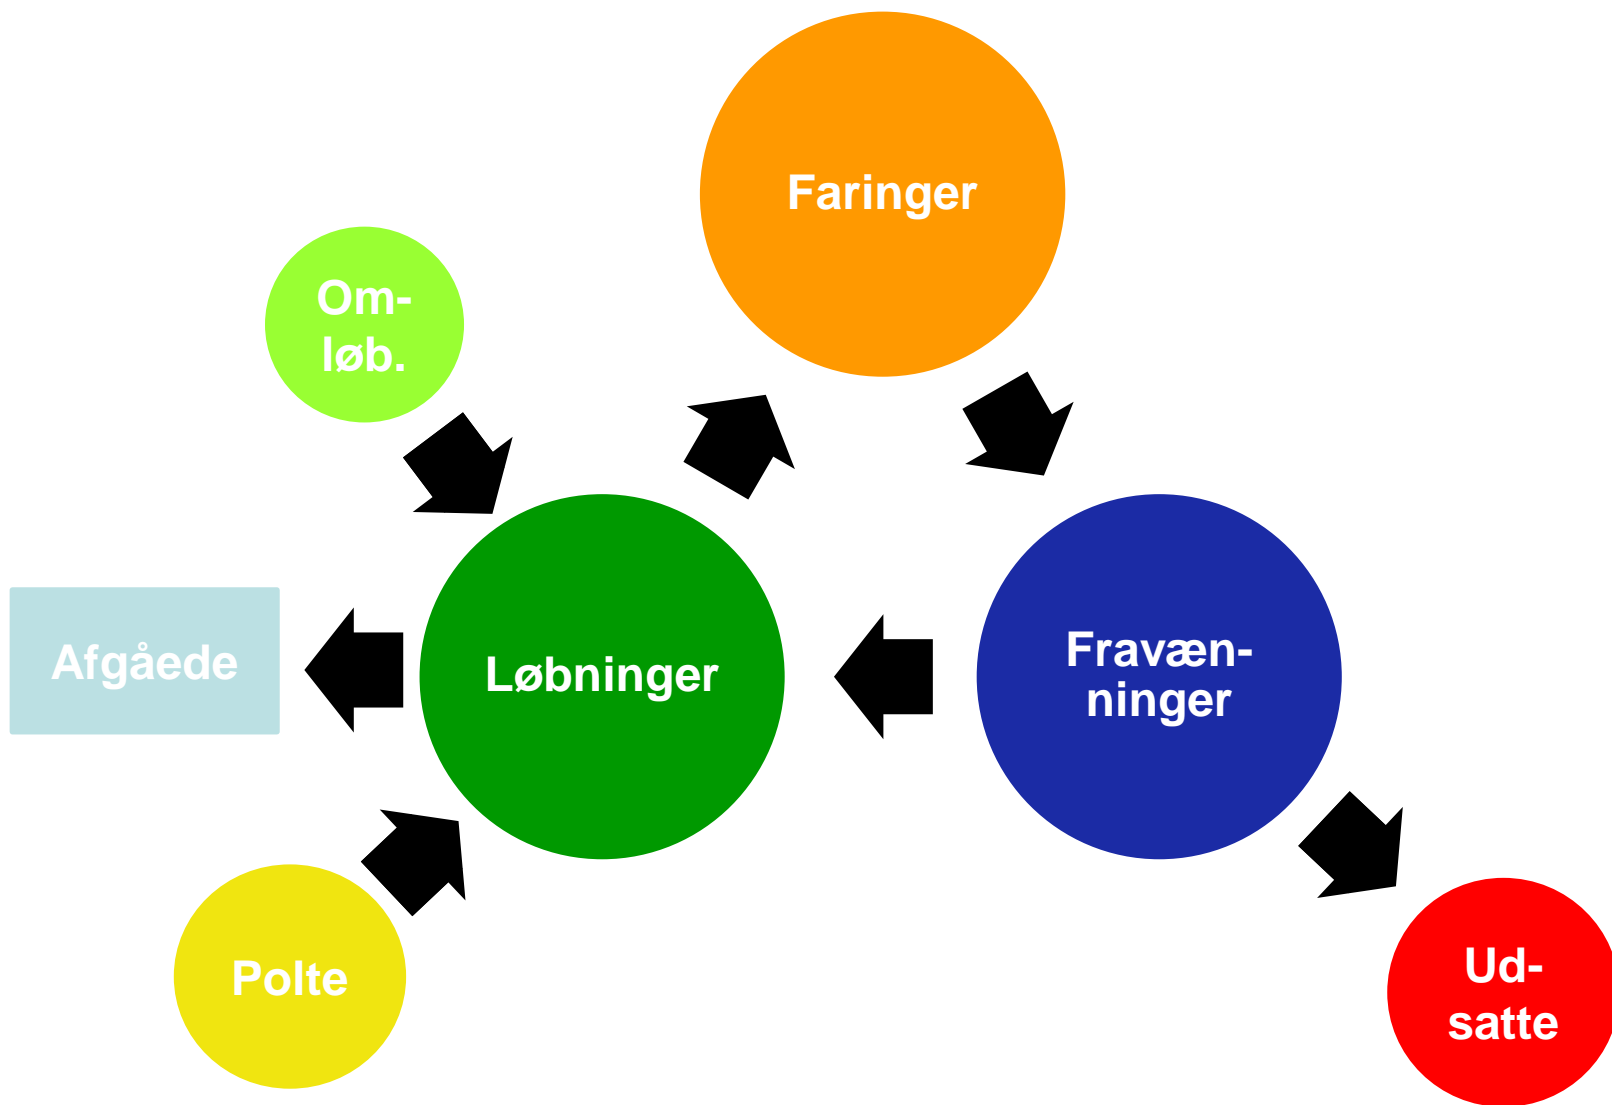 Faringer
Om-
løb.
Afgåede
Løbninger
Fravæn-
ninger
Polte
Ud-
satte